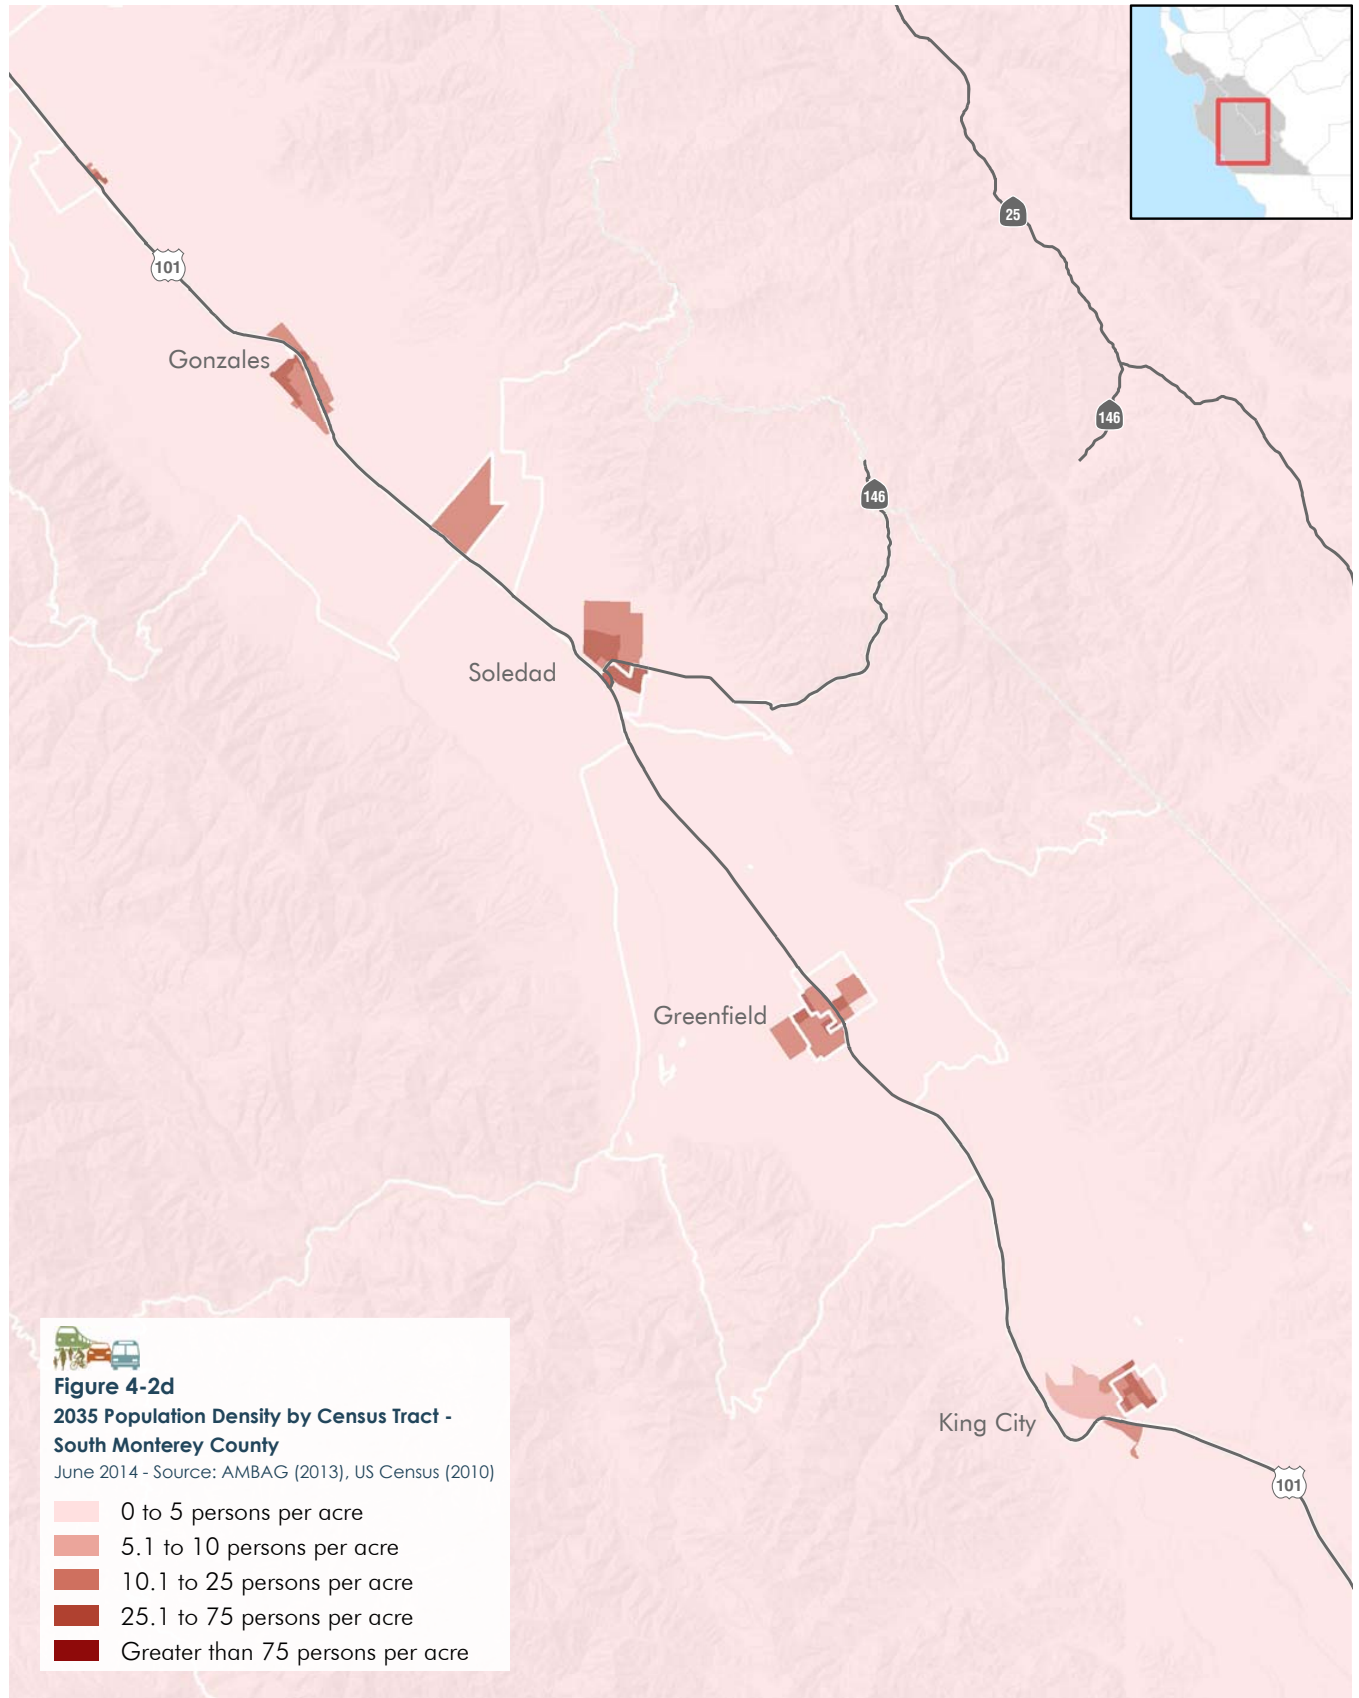 25
101
Gonzales
146
146
Soledad
Greenfield
King City
101
Figure 4-2d
2035 Population Density by Census Tract -
South Monterey County
June 2014 - Source: AMBAG (2013), US Census (2010)
0 to 5 persons per acre
5.1 to 10 persons per acre
10.1 to 25 persons per acre
25.1 to 75 persons per acre
Greater than 75 persons per acre